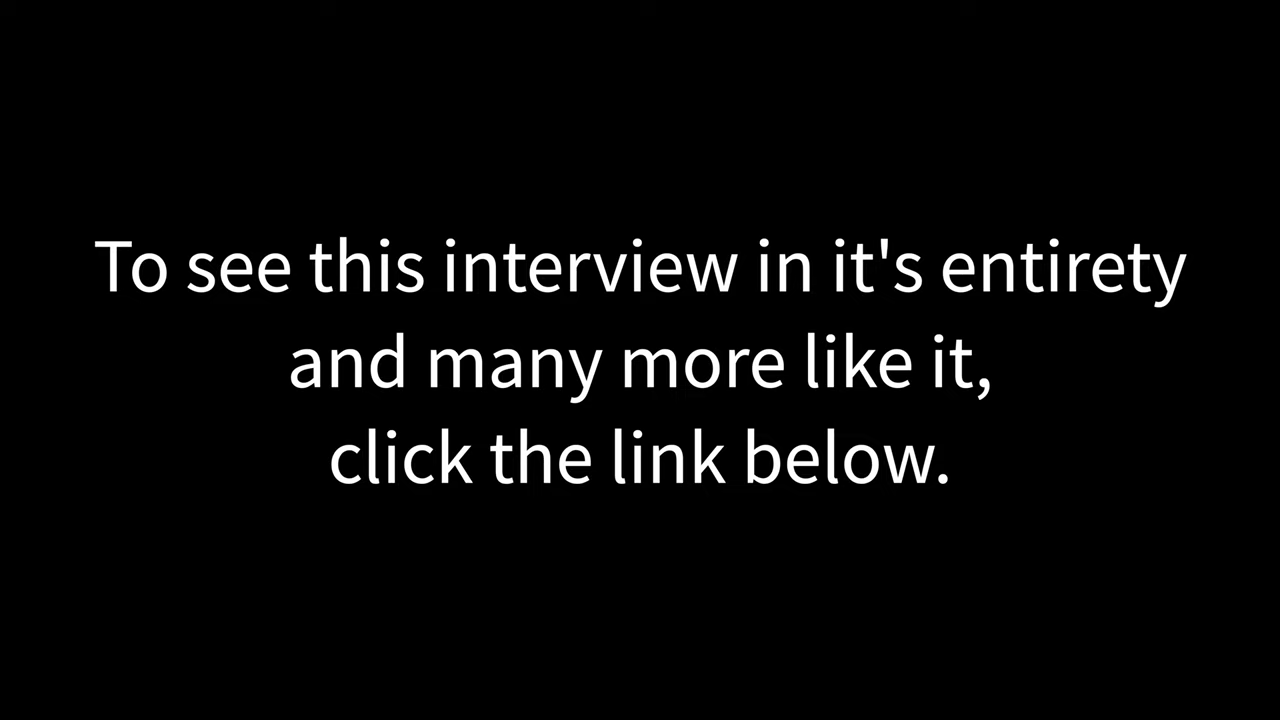 To see this interview in it's entirety
and many more like it,
click the link below.